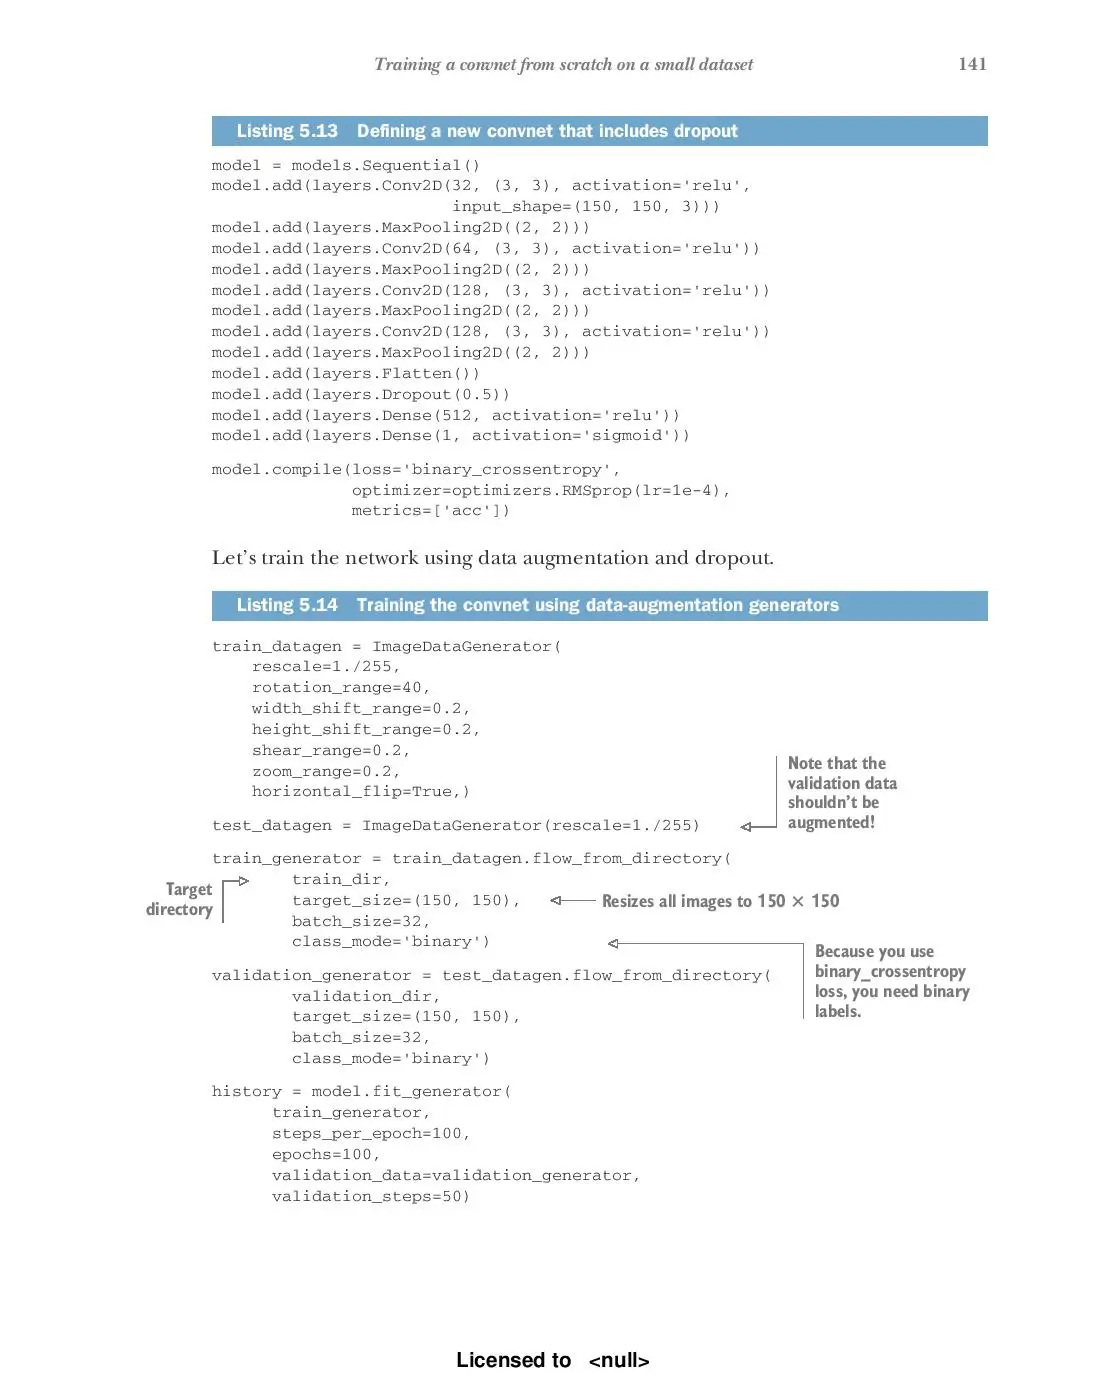 Training a convnet from scratch on a small dataset 141
Listing 5.13 Defining a new convnet that includes dropout
model = models.Sequential()
model.add(layers.Conv2D(32, (3, 3), activation='relu',
                        input_shape=(150, 150, 3)))
model.add(layers.MaxPooling2D((2, 2)))
model.add(layers.Conv2D(64, (3, 3), activation='relu'))
model.add(layers.MaxPooling2D((2, 2)))
model.add(layers.Conv2D(128, (3, 3), activation='relu'))
model.add(layers.MaxPooling2D((2, 2)))
model.add(layers.Conv2D(128, (3, 3), activation='relu'))
model.add(layers.MaxPooling2D((2, 2)))
model.add(layers.Flatten())
model.add(layers.Dropout(0.5))
model.add(layers.Dense(512, activation='relu'))
model.add(layers.Dense(1, activation='sigmoid'))
model.compile(loss='binary_crossentropy',
              optimizer=optimizers.RMSprop(lr=1e-4),
              metrics=['acc'])
Let's train the network using data augmentation and dropout.
Listing 5.14 Training the convnet using data-augmentation generators
train_datagen = ImageDataGenerator(
    rescale=1./255,
    rotation_range=40,
    width_shift_range=0.2,
    height_shift_range=0.2,
    shear_range=0.2,
    zoom_range=0.2,
    horizontal_flip=True,)
Note that the
validation data
shouldn't be
augmented!
test_datagen = ImageDataGenerator(rescale=1./255)
train_generator = train_datagen.flow_from_directory(
        train_dir,
Target
directory
        target_size=(150, 150),
Resizes all images to 150 × 150
        batch_size=32,
        class_mode='binary')
Because you use
binary_crossentropy
loss, you need binary
labels.
validation_generator = test_datagen.flow_from_directory(
        validation_dir,
        target_size=(150, 150),
        batch_size=32,
        class_mode='binary')
history = model.fit_generator(
      train_generator,
      steps_per_epoch=100,
      epochs=100,
      validation_data=validation_generator,
      validation_steps=50)
Licensed to <null>